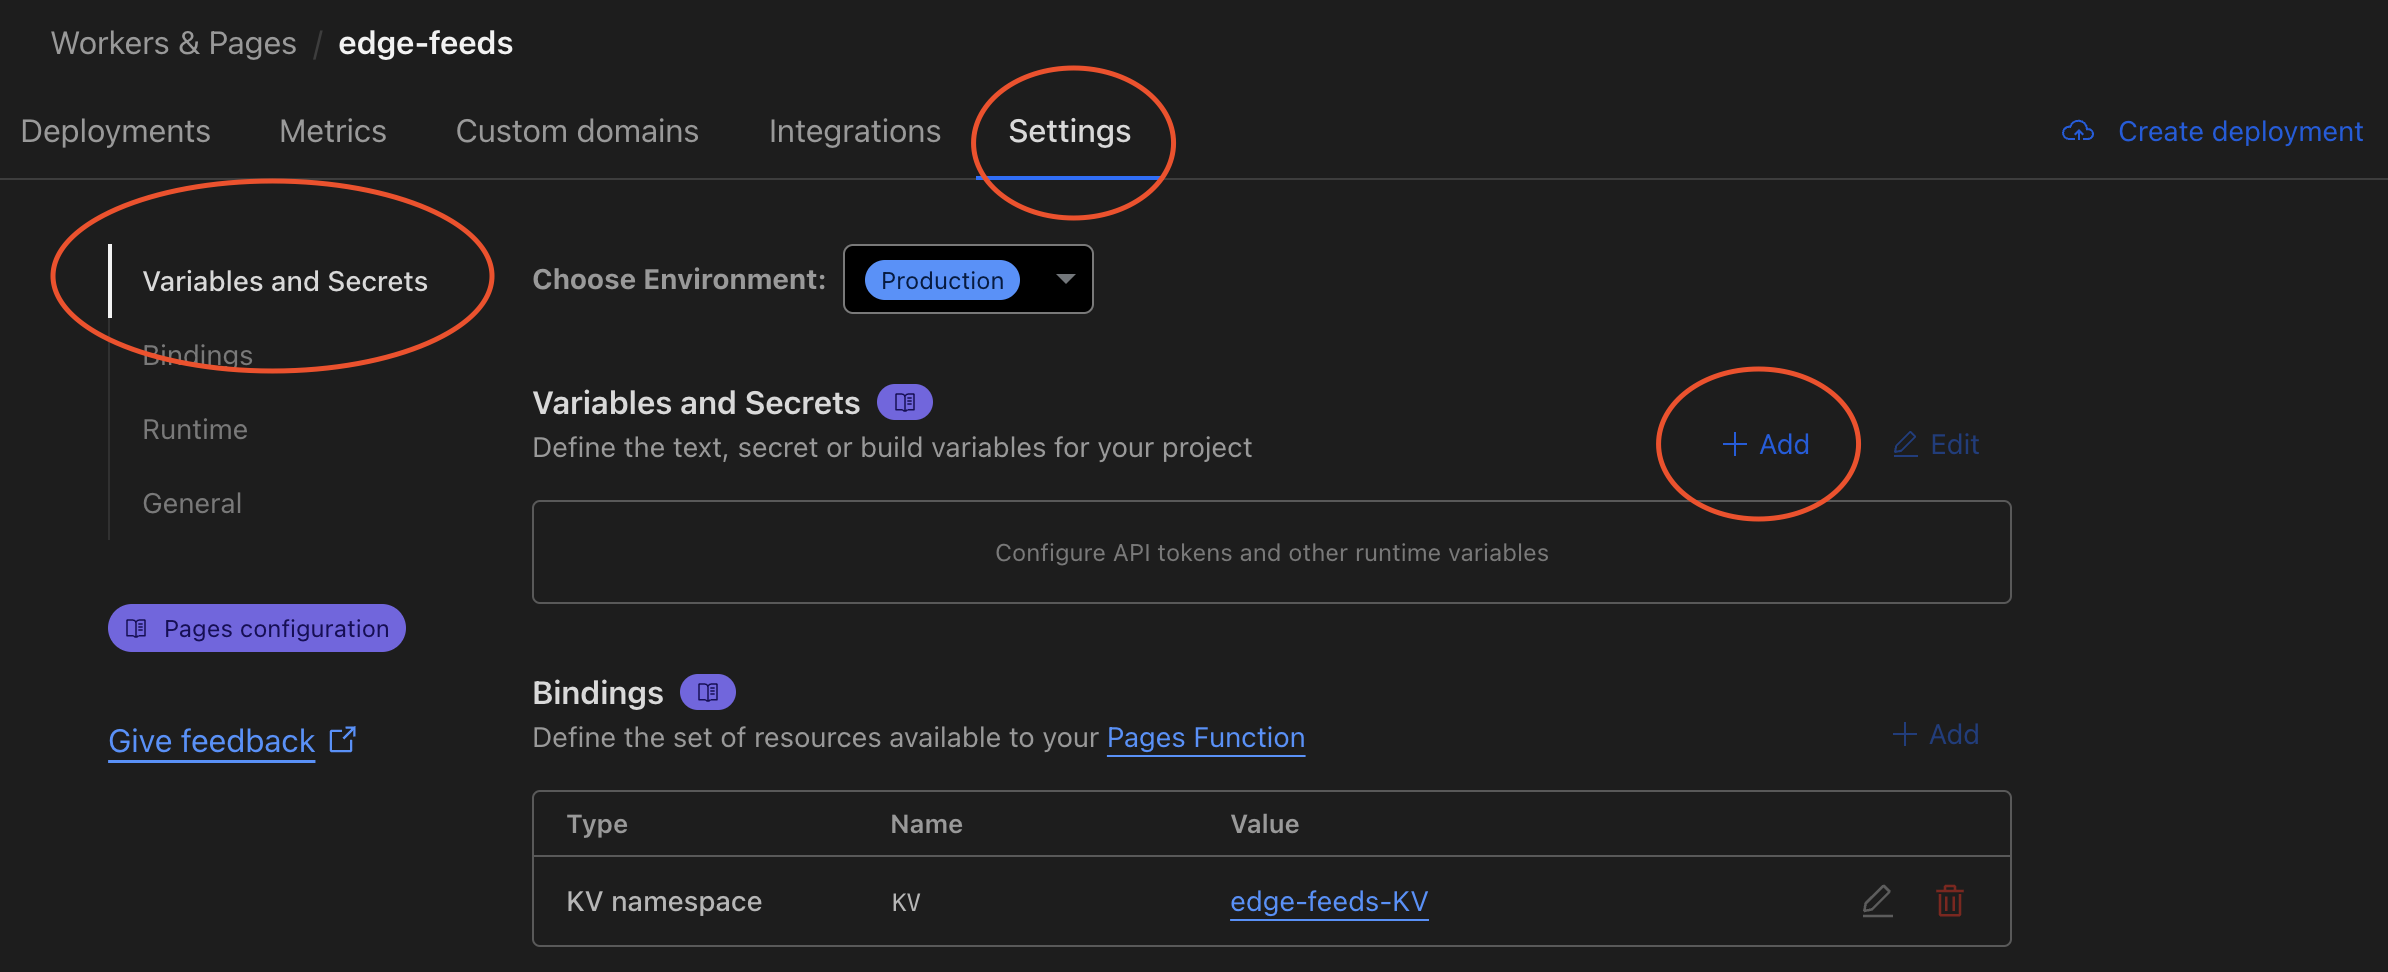 Workers & Pages / edge-feeds
Deployments Metrics Custom domains Integrations Settings Create deployment
Variables and Secrets
Bindings
Runtime
General
Pages configuration
Give feedback
Choose Environment: Production
Variables and Secrets
Define the text, secret or build variables for your project
+ Add Edit
Configure API tokens and other runtime variables
Bindings
Define the set of resources available to your Pages Function
+ Add
Type Name Value
KV namespace KV edge-feeds-KV